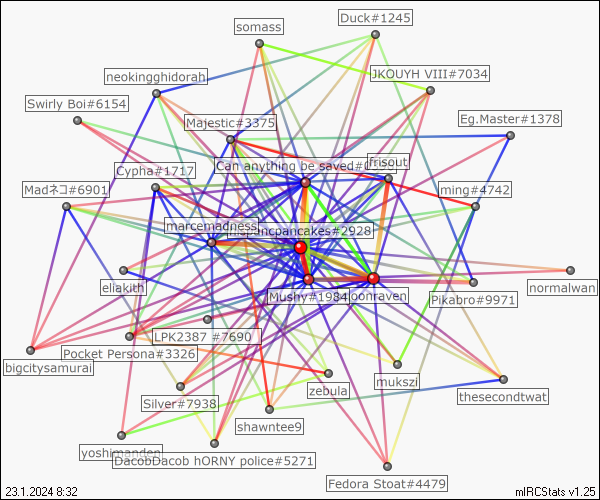 Duck#1245
somass
JKOUYH VIII#7034
neokingghidorah
Swirly Boi#6154
Eg.Master#1378
Majestic#3375
Can anything be saved#0
frisout
Cypha#1717
Madネコ#6901
ming#4742
marcemadness
ncpancakes#2928
eliakith
Mushy#1984
oonraven
Pikabro#9971
normalwan
LPK2387 #7690
Pocket Persona#3326
bigcitysamurai
zebula
mukszi
thesecondtwat
Silver#7938
shawntee9
yoshimanden
DacobDacob hORNY police#5271
Fedora Stoat#4479
23.1.2024 8:32
mIRCStats v1.25